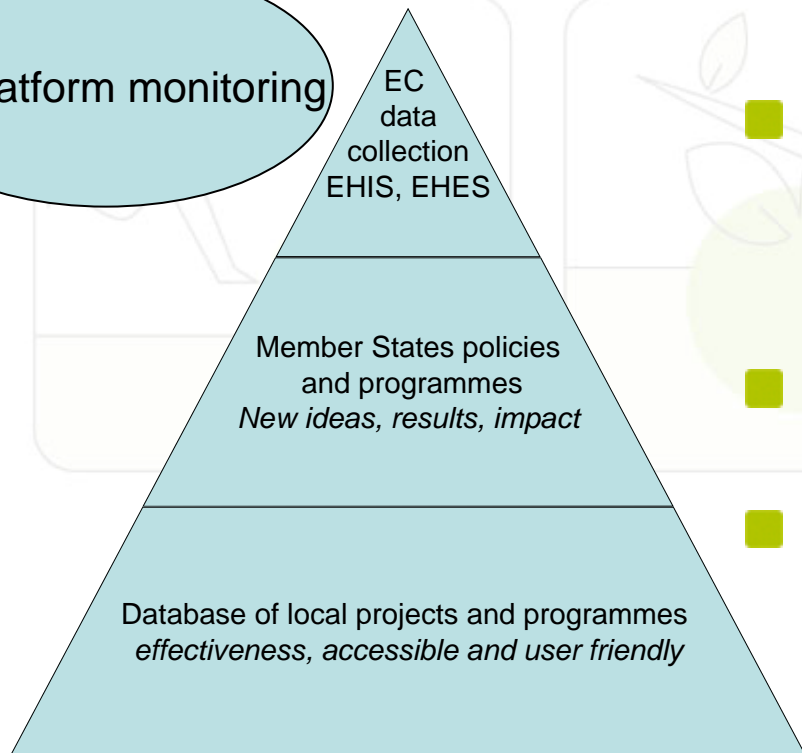 monitoring
EC
data
collection
EHIS, EHES
Member States policies
and programmes
New ideas, results, impact
Database of local projects and programmes
effectiveness, accessible and user friendly